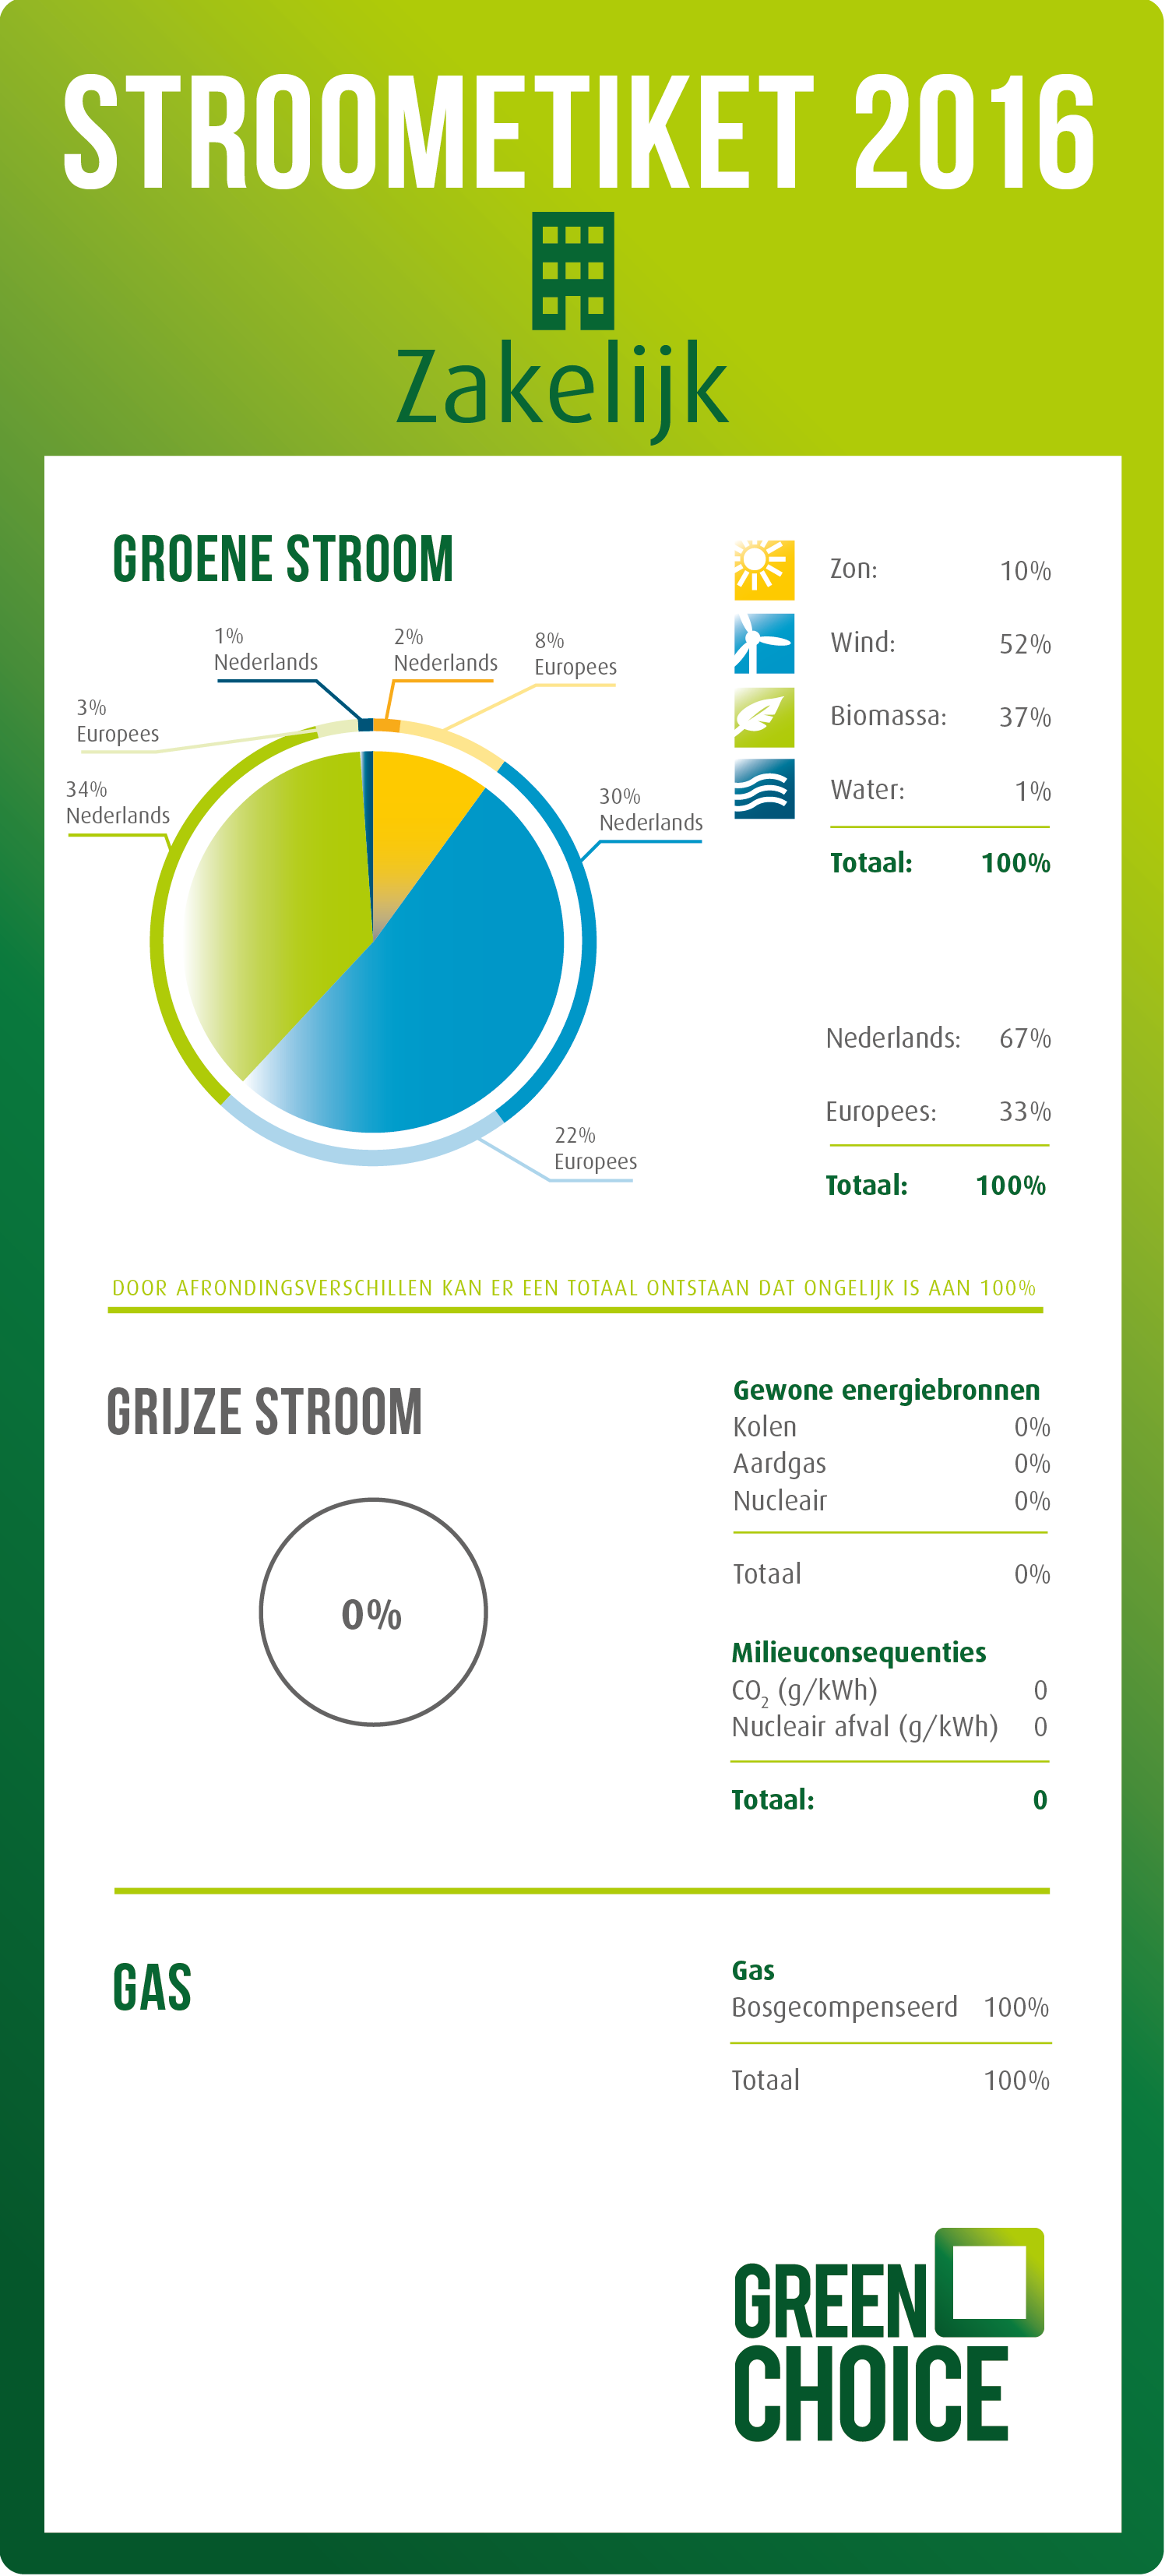 STROOMETIKET 2016
Zakelijk
GROENE STROOM
1%
Nederlands
2%
Nederlands
8%
Europees
3%
Europees
34%
Nederlands
30%
Nederlands
22%
Europees
Zon: 10%
Wind: 52%
Biomassa: 37%
Water: 1%
Totaal: 100%
Nederlands: 67%
Europees: 33%
Totaal: 100%
DOOR AFRONDINGSVERSCHILLEN KAN ER EEN TOTAAL ONTSTAAN DAT ONGELIJK IS AAN 100%
GRIJZE STROOM
0%
Gewone energiebronnen
Kolen 0%
Aardgas 0%
Nucleair 0%
Totaal 0%
Milieuconsequenties
CO₂ (g/kWh) 0
Nucleair afval (g/kWh) 0
Totaal: 0
GAS
Gas
Bosgecompenseerd 100%
Totaal 100%
GREEN
CHOICE